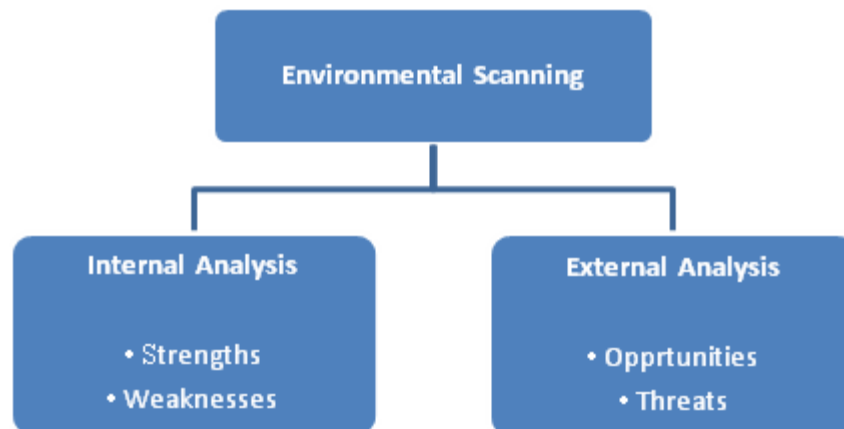 Environmental Scanning
Internal Analysis
• Strengths
• Weaknesses
External Analysis
• Opprtunities
• Threats